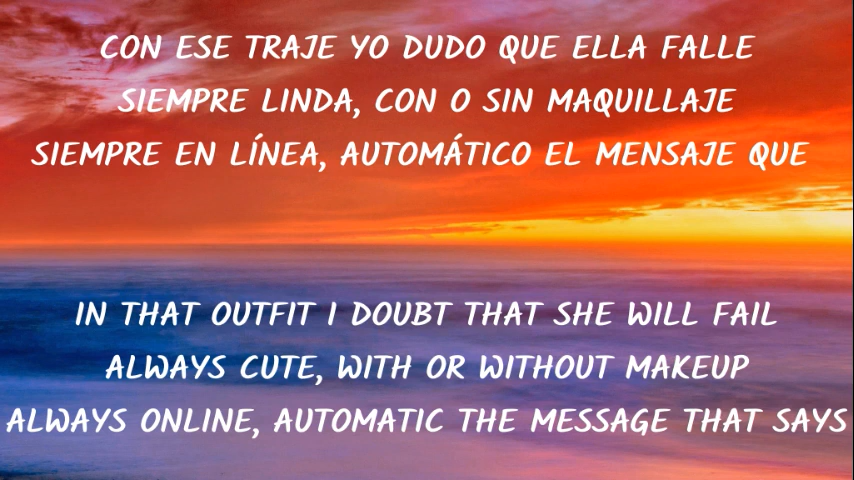 CON ESE TRAJE YO DUDO QUE ELLA FALLE
SIEMPRE LINDA, CON O SIN MAQUILLAJE
SIEMPRE EN LÍNEA, AUTOMÁTICO EL MENSAJE QUE
IN THAT OUTFIT I DOUBT THAT SHE WILL FAIL
ALWAYS CUTE, WITH OR WITHOUT MAKEUP
ALWAYS ONLINE, AUTOMATIC THE MESSAGE THAT SAYS